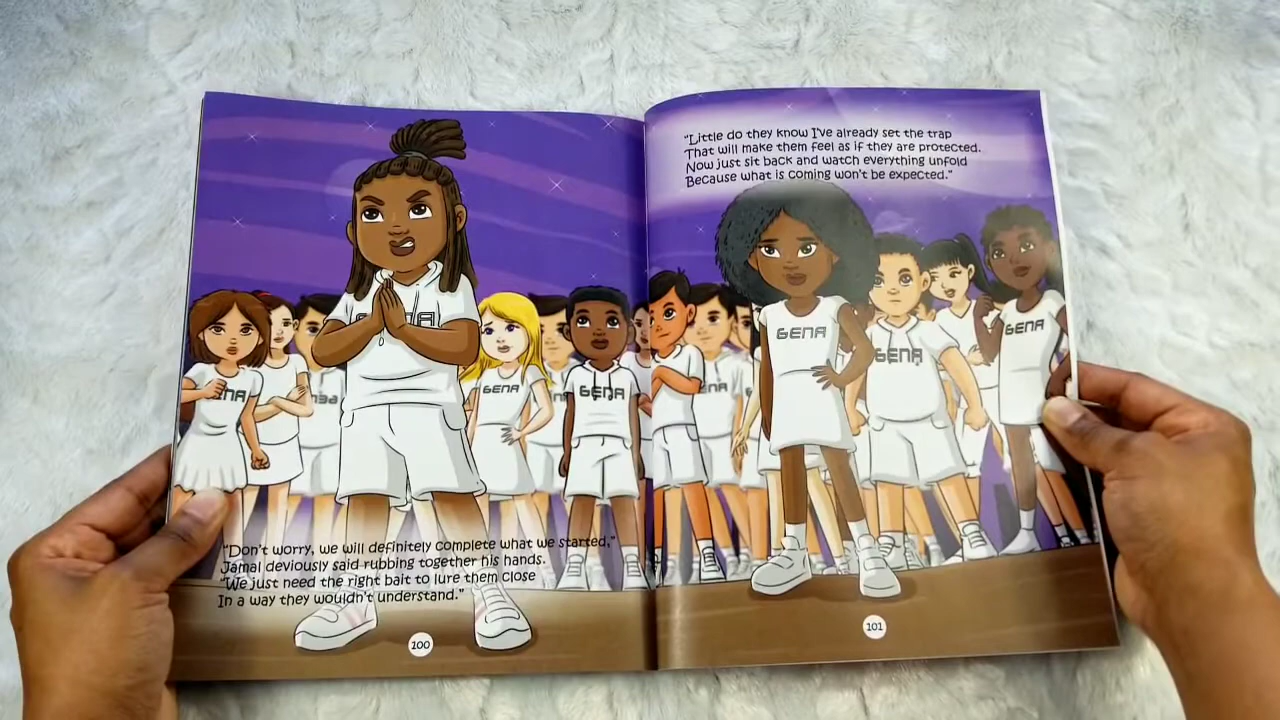 "Don't worry, we will definitely complete what we started,"
Jamal deviously said rubbing together his hands.
"We just need the right bait to lure them close
In a way they wouldn't understand."
100
"Little do they know I've already set the trap
That will make them feel as if they are protected.
Now just sit back and watch everything unfold
Because what is coming won't be expected."
GENA
GENA
GENA
GENA
GENA
101